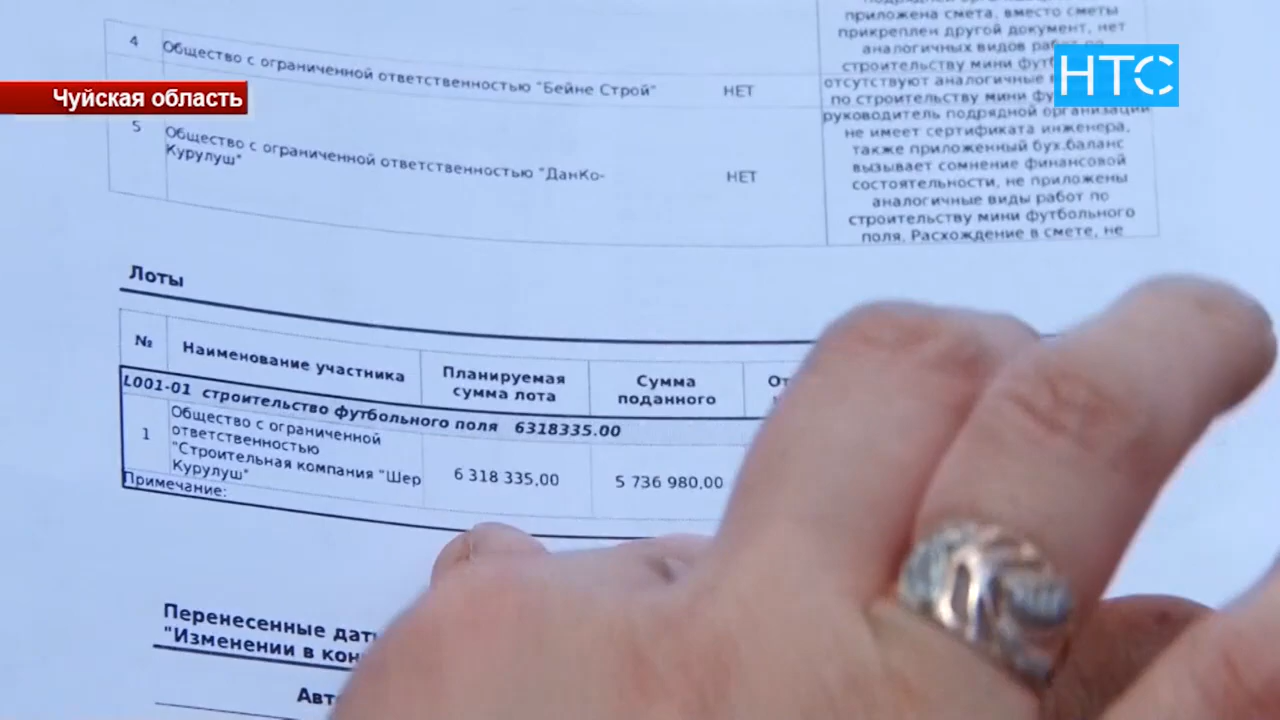 приложена смета, вместо сметы
прикреплен другой документ, нет
аналогичных видов работ по
строительству мини
4 Общество с ограниченной ответственностью "Бейне Строй" НЕТ
отсутствуют аналогичные
по строительству мини
НТС
Чуйская область
5 Общество с ограниченной ответственностью "ДанКо-
Курулуш"
НЕТ
руководитель подрядной организации
не имеет сертификата инженера,
также приложенный бух.баланс
вызывает сомнение финансовой
состоятельности, не приложены
аналогичные виды работ по
строительству мини футбольного
поля. Расхождение в смете, не
Лоты
№ Наименование участника
Планируемая
сумма лота
Сумма
поданного
L001-01 строительство футбольного поля 6318335.00
1 Общество с ограниченной
ответственностью
"Строительная компания "Шер
Курулуш"
6 318 335,00 5 736 980,00
Примечание:
Перенесенные
"Изменении в